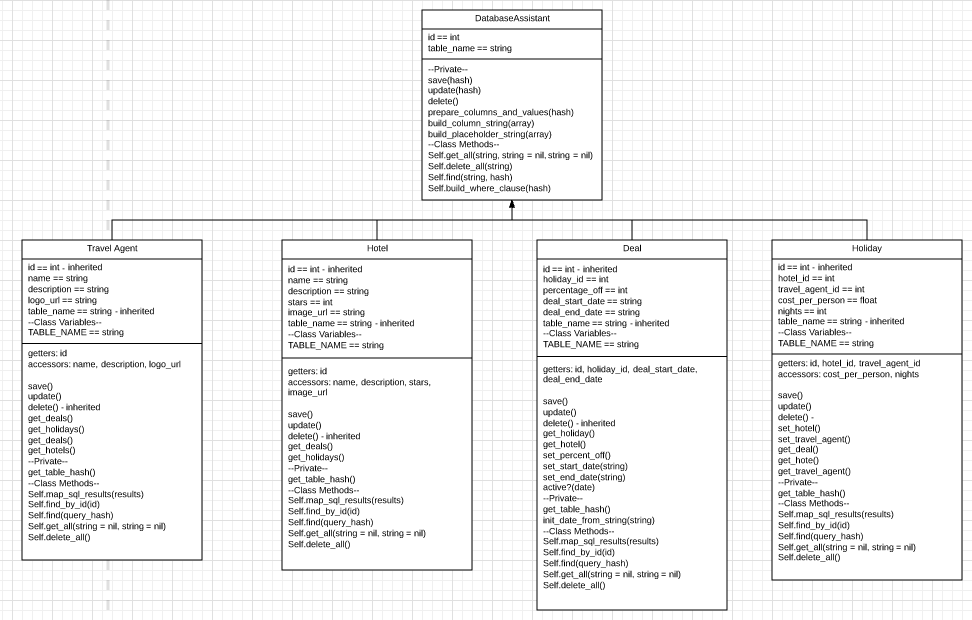 DatabaseAssistant
id == int
table_name == string
--Private--
save(hash)
update(hash)
delete()
prepare_columns_and_values(hash)
build_column_string(array)
build_placeholder_string(array)
--Class Methods--
Self.get_all(string, string = nil, string = nil)
Self.delete_all(string)
Self.find(string, hash)
Self.build_where_clause(hash)
Travel Agent
id == int - inherited
name == string
description == string
logo_url == string
table_name == string - inherited
--Class Variables--
TABLE_NAME == string
getters: id
accessors: name, description, logo_url
save()
update()
delete() - inherited
get_deals()
get_holidays()
get_deals()
get_hotels()
--Private--
get_table_hash()
--Class Methods--
Self.map_sql_results(results)
Self.find_by_id(id)
Self.find(query_hash)
Self.get_all(string = nil, string = nil)
Self.delete_all()
Hotel
id == int - inherited
name == string
description == string
stars == int
image_url == string
table_name == string - inherited
--Class Variables--
TABLE_NAME == string
getters: id
accessors: name, description, stars,
image_url
save()
update()
delete() - inherited
get_deals()
get_holidays()
--Private--
get_table_hash()
--Class Methods--
Self.map_sql_results(results)
Self.find_by_id(id)
Self.find(query_hash)
Self.get_all(string = nil, string = nil)
Self.delete_all()
Deal
id == int - inherited
holiday_id == int
percentage_off == int
deal_start_date == string
deal_end_date == string
table_name == string - inherited
--Class Variables--
TABLE_NAME == string
getters: id, holiday_id, deal_start_date,
deal_end_date
save()
update()
delete() - inherited
get_holiday()
get_hotel()
set_percent_off()
set_start_date(string)
set_end_date(string)
active?(date)
--Private--
get_table_hash()
init_date_from_string(string)
--Class Methods--
Self.map_sql_results(results)
Self.find_by_id(id)
Self.find(query_hash)
Self.get_all(string = nil, string = nil)
Self.delete_all()
Holiday
id == int - inherited
hotel_id == int
travel_agent_id == int
cost_per_person == float
nights == int
table_name == string - inherited
--Class Variables--
TABLE_NAME == string
getters: id, hotel_id, travel_agent_id
accessors: cost_per_person, nights
save()
update()
delete() -
set_hotel()
set_travel_agent()
get_deal()
get_hote()
get_travel_agent()
--Private--
get_table_hash()
--Class Methods--
Self.map_sql_results(results)
Self.find_by_id(id)
Self.find(query_hash)
Self.get_all(string = nil, string = nil)
Self.delete_all()